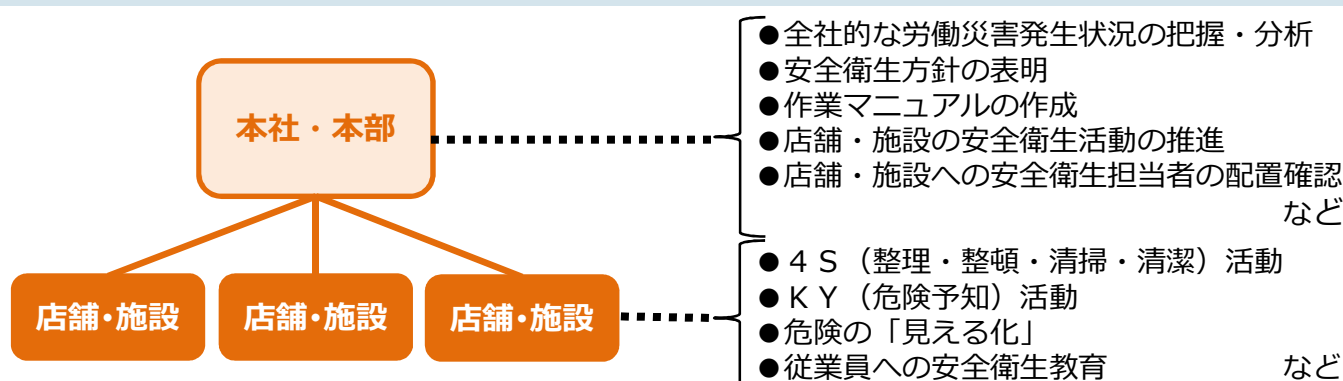 本社・本部
●全社的な労働災害発生状況の把握・分析
●安全衛生方針の表明
●作業マニュアルの作成
●店舗・施設の安全衛生活動の推進
●店舗・施設への安全衛生担当者の配置確認
など
店舗・施設
店舗・施設
店舗・施設
●４Ｓ（整理・整頓・清掃・清潔）活動
●ＫＹ（危険予知）活動
●危険の「見える化」
●従業員への安全衛生教育 など